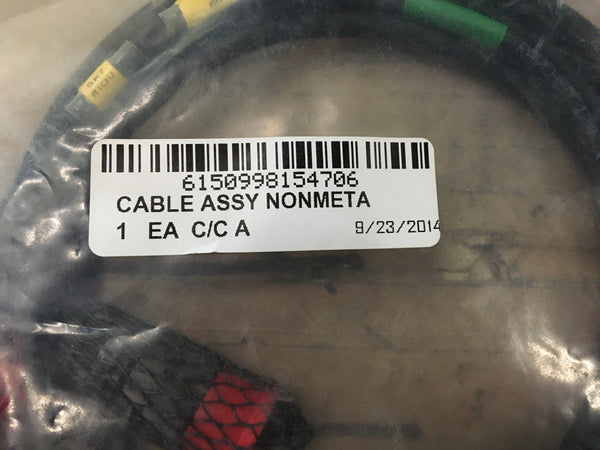 6150998154706
CABLE ASSY NONMETA
1 EA C/C A 9/23/2014